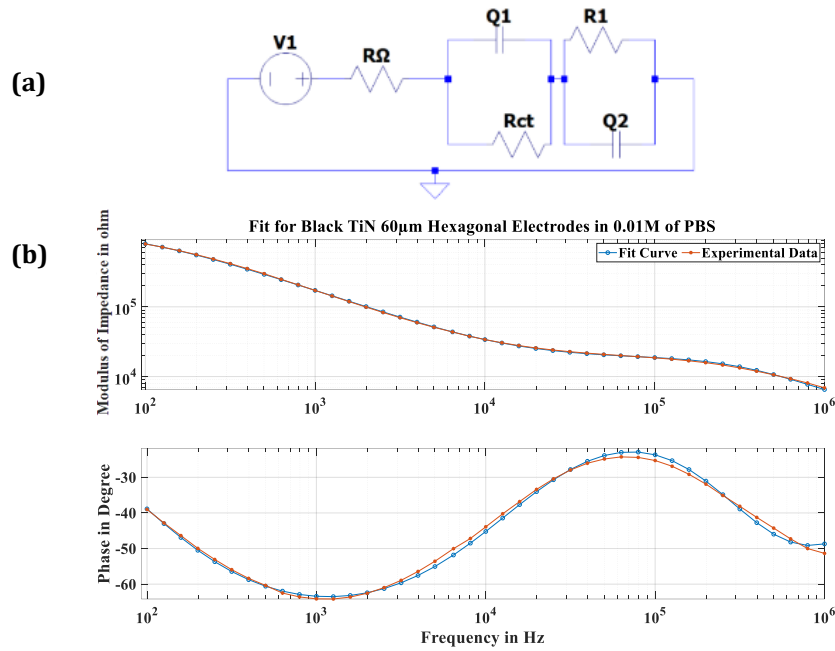 (a)
V1
RΩ
Q1
Rct
R1
Q2
(b)
Fit for Black TiN 60µm Hexagonal Electrodes in 0.01M of PBS
Modulus of Impedance in ohm
Fit Curve
Experimental Data
10^5
10^4
10^2
10^3
10^4
10^5
10^6
Phase in Degree
-30
-40
-50
-60
10^2
10^3
10^4
10^5
10^6
Frequency in Hz